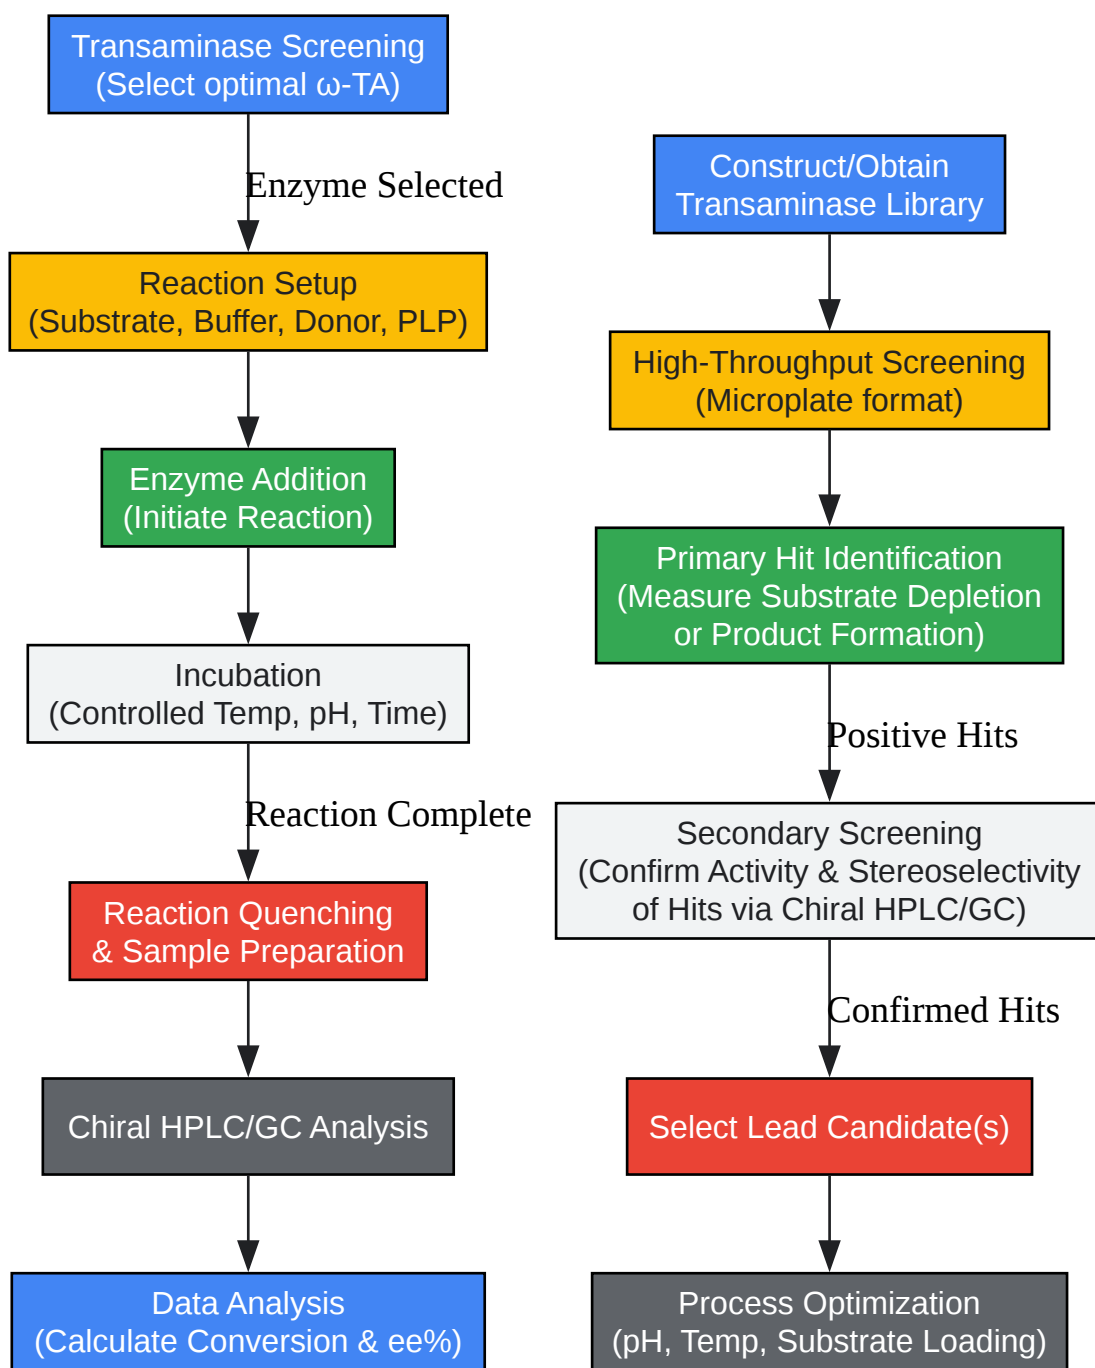 Transaminase Screening
(Select optimal ω-TA)
Enzyme Selected
Reaction Setup
(Substrate, Buffer, Donor, PLP)
Enzyme Addition
(Initiate Reaction)
Incubation
(Controlled Temp, pH, Time)
Reaction Complete
Reaction Quenching
& Sample Preparation
Chiral HPLC/GC Analysis
Data Analysis
(Calculate Conversion & ee%)
Construct/Obtain
Transaminase Library
High-Throughput Screening
(Microplate format)
Primary Hit Identification
(Measure Substrate Depletion
or Product Formation)
Positive Hits
Secondary Screening
(Confirm Activity & Stereoselectivity
of Hits via Chiral HPLC/GC)
Confirmed Hits
Select Lead Candidate(s)
Process Optimization
(pH, Temp, Substrate Loading)